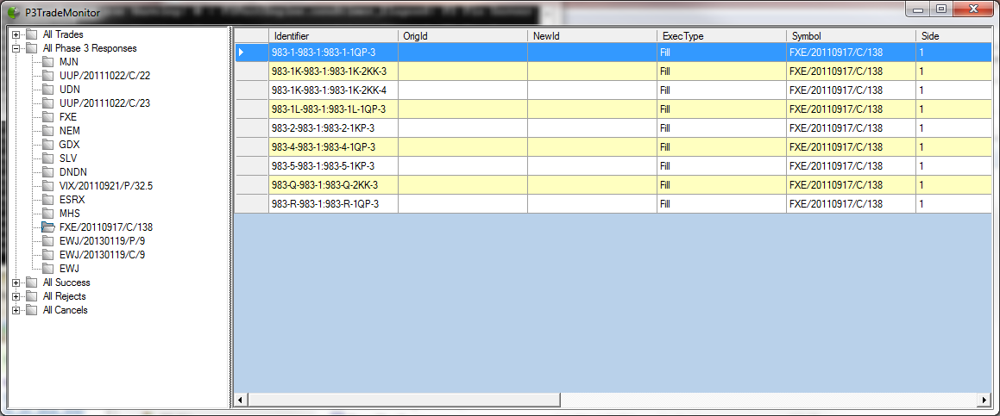 P3TradeMonitor
All Trades
All Phase 3 Responses
MJN
UUP/20111022/C/22
UDN
UUP/20111022/C/23
FXE
NEM
GDX
SLV
DNDN
VIX/20110921/P/32.5
ESRX
MHS
FXE/20110917/C/138
EWJ/20130119/P/9
EWJ/20130119/C/9
EWJ
All Success
All Rejects
All Cancels
Identifier OrigId NewId ExecType Symbol Side
983-1-983-1:983-1-1QP-3 Fill FXE/20110917/C/138 1
983-1K-983-1:983-1K-2KK-3 Fill FXE/20110917/C/138 1
983-1K-983-1:983-1K-2KK-4 Fill FXE/20110917/C/138 1
983-1L-983-1:983-1L-1QP-3 Fill FXE/20110917/C/138 1
983-2-983-1:983-2-1KP-3 Fill FXE/20110917/C/138 1
983-4-983-1:983-4-1QP-3 Fill FXE/20110917/C/138 1
983-5-983-1:983-5-1KP-3 Fill FXE/20110917/C/138 1
983-Q-983-1:983-Q-2KK-3 Fill FXE/20110917/C/138 1
983-R-983-1:983-R-1QP-3 Fill FXE/20110917/C/138 1